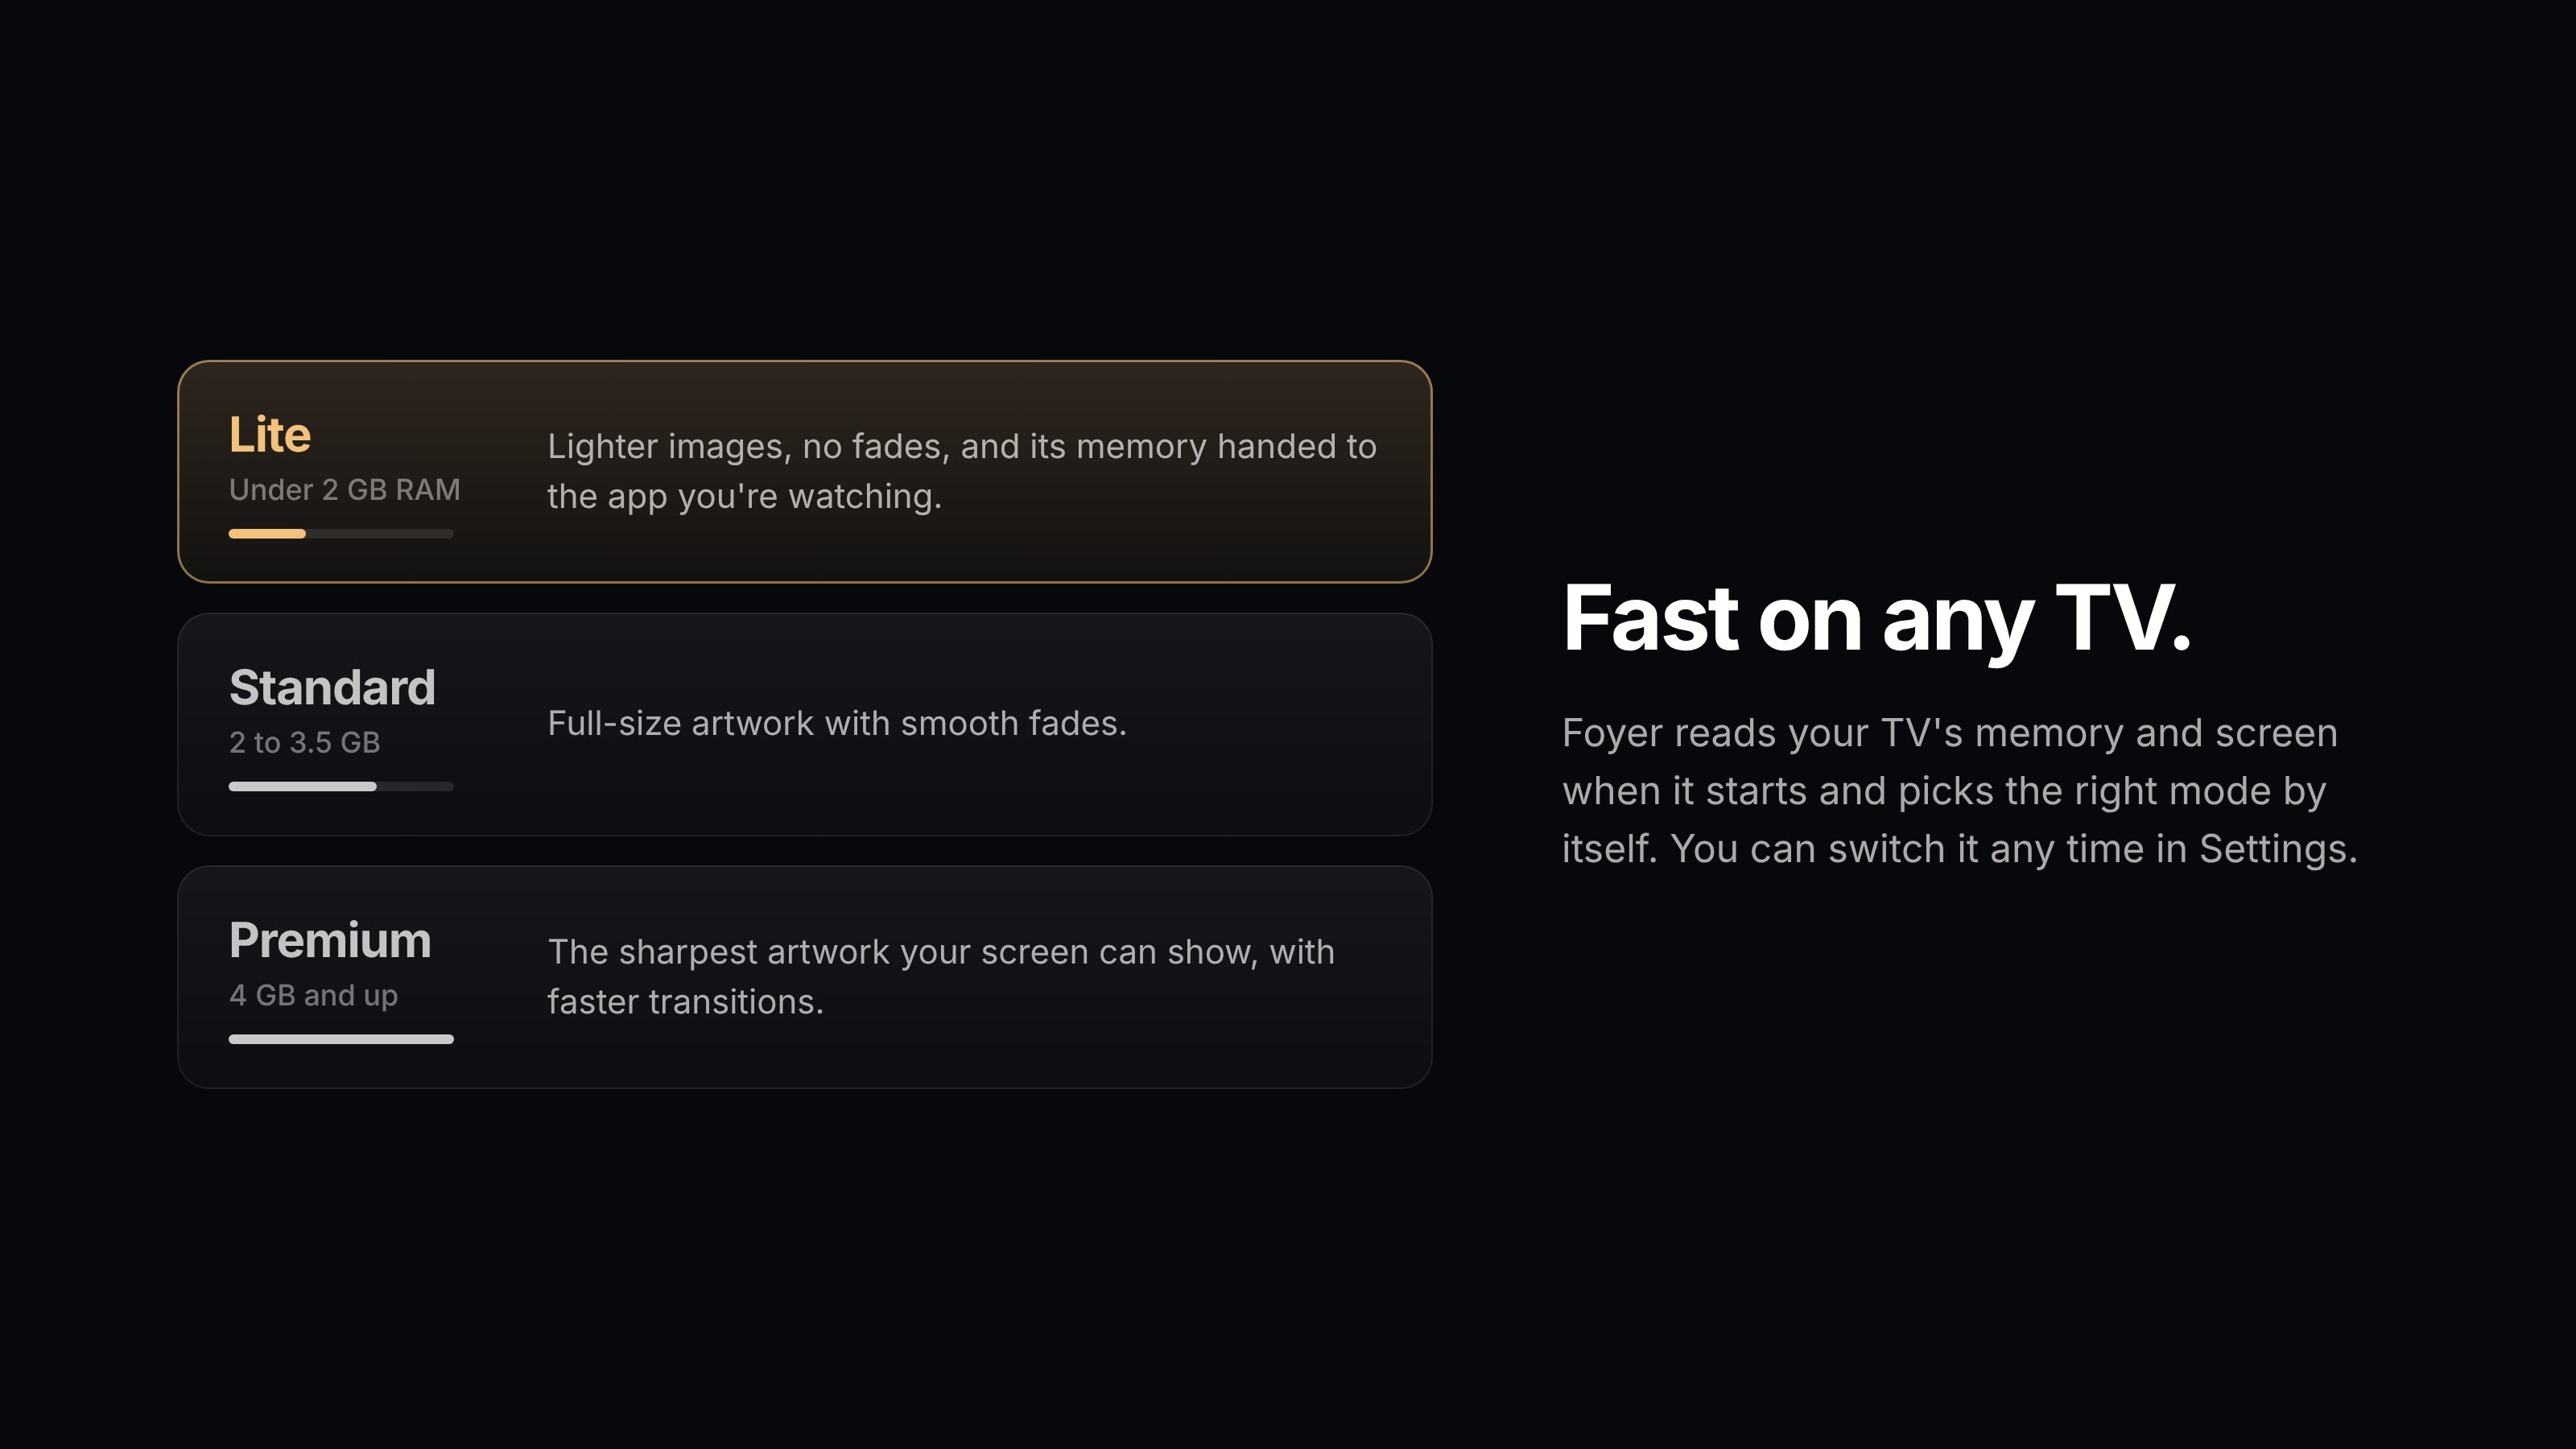 Lite
Under 2 GB RAM
Lighter images, no fades, and its memory handed to
the app you're watching.
Standard
2 to 3.5 GB
Full-size artwork with smooth fades.
Premium
4 GB and up
The sharpest artwork your screen can show, with
faster transitions.
Fast on any TV.
Foyer reads your TV's memory and screen
when it starts and picks the right mode by
itself. You can switch it any time in Settings.